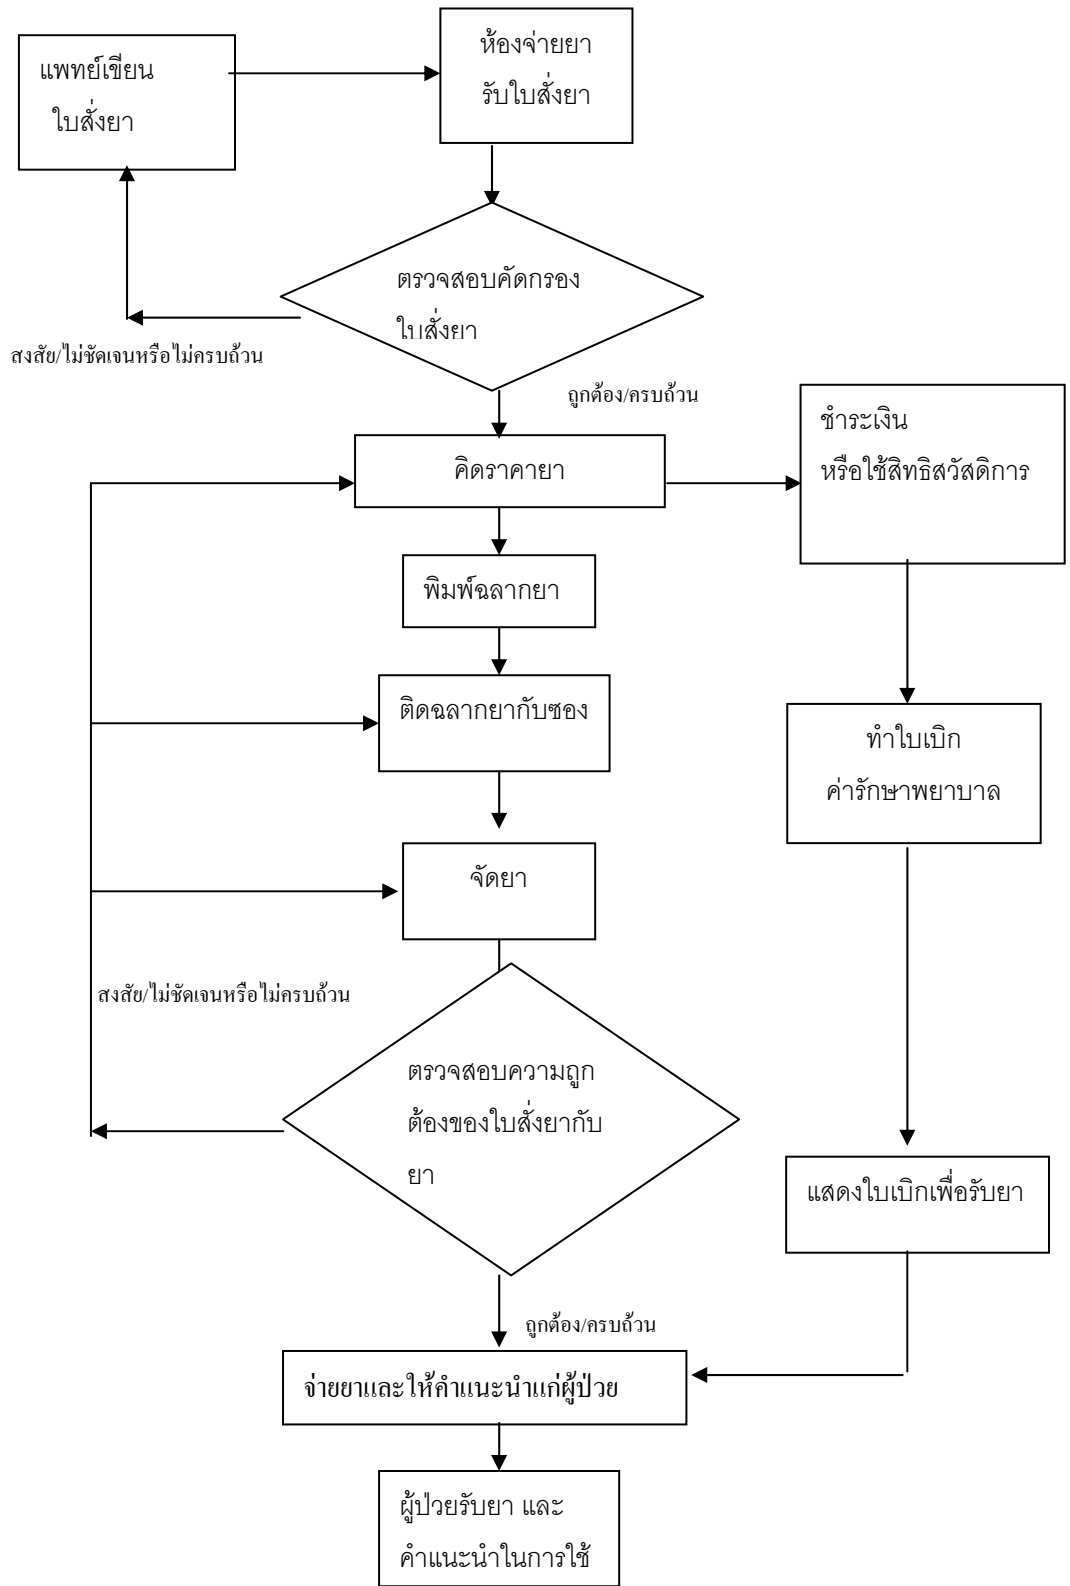 แพทย์เขียน
ใบสั่งยา
ห้องจ่ายยา
รับใบสั่งยา
ตรวจสอบคัดกรอง
ใบสั่งยา
สงสัย/ไม่ชัดเจนหรือไม่ครบถ้วน
ถูกต้อง/ครบถ้วน
คิดราคายา
ชำระเงิน
หรือใช้สิทธิสวัสดิการ
พิมพ์ฉลากยา
ติดฉลากยากับซอง
ทำใบเบิก
ค่ารักษาพยาบาล
จัดยา
สงสัย/ไม่ชัดเจนหรือไม่ครบถ้วน
ตรวจสอบความถูก
ต้องของใบสั่งยากับ
ยา
แสดงใบเบิกเพื่อรับยา
ถูกต้อง/ครบถ้วน
จ่ายยาและให้คำแนะนำแก่ผู้ป่วย
ผู้ป่วยรับยา และ
คำแนะนำในการใช้